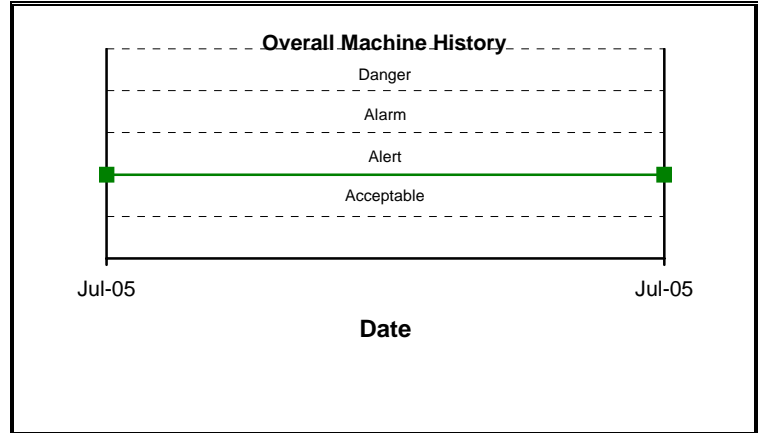 Overall Machine History
Danger
Alarm
Alert
Acceptable
Jul-05 Jul-05
Date